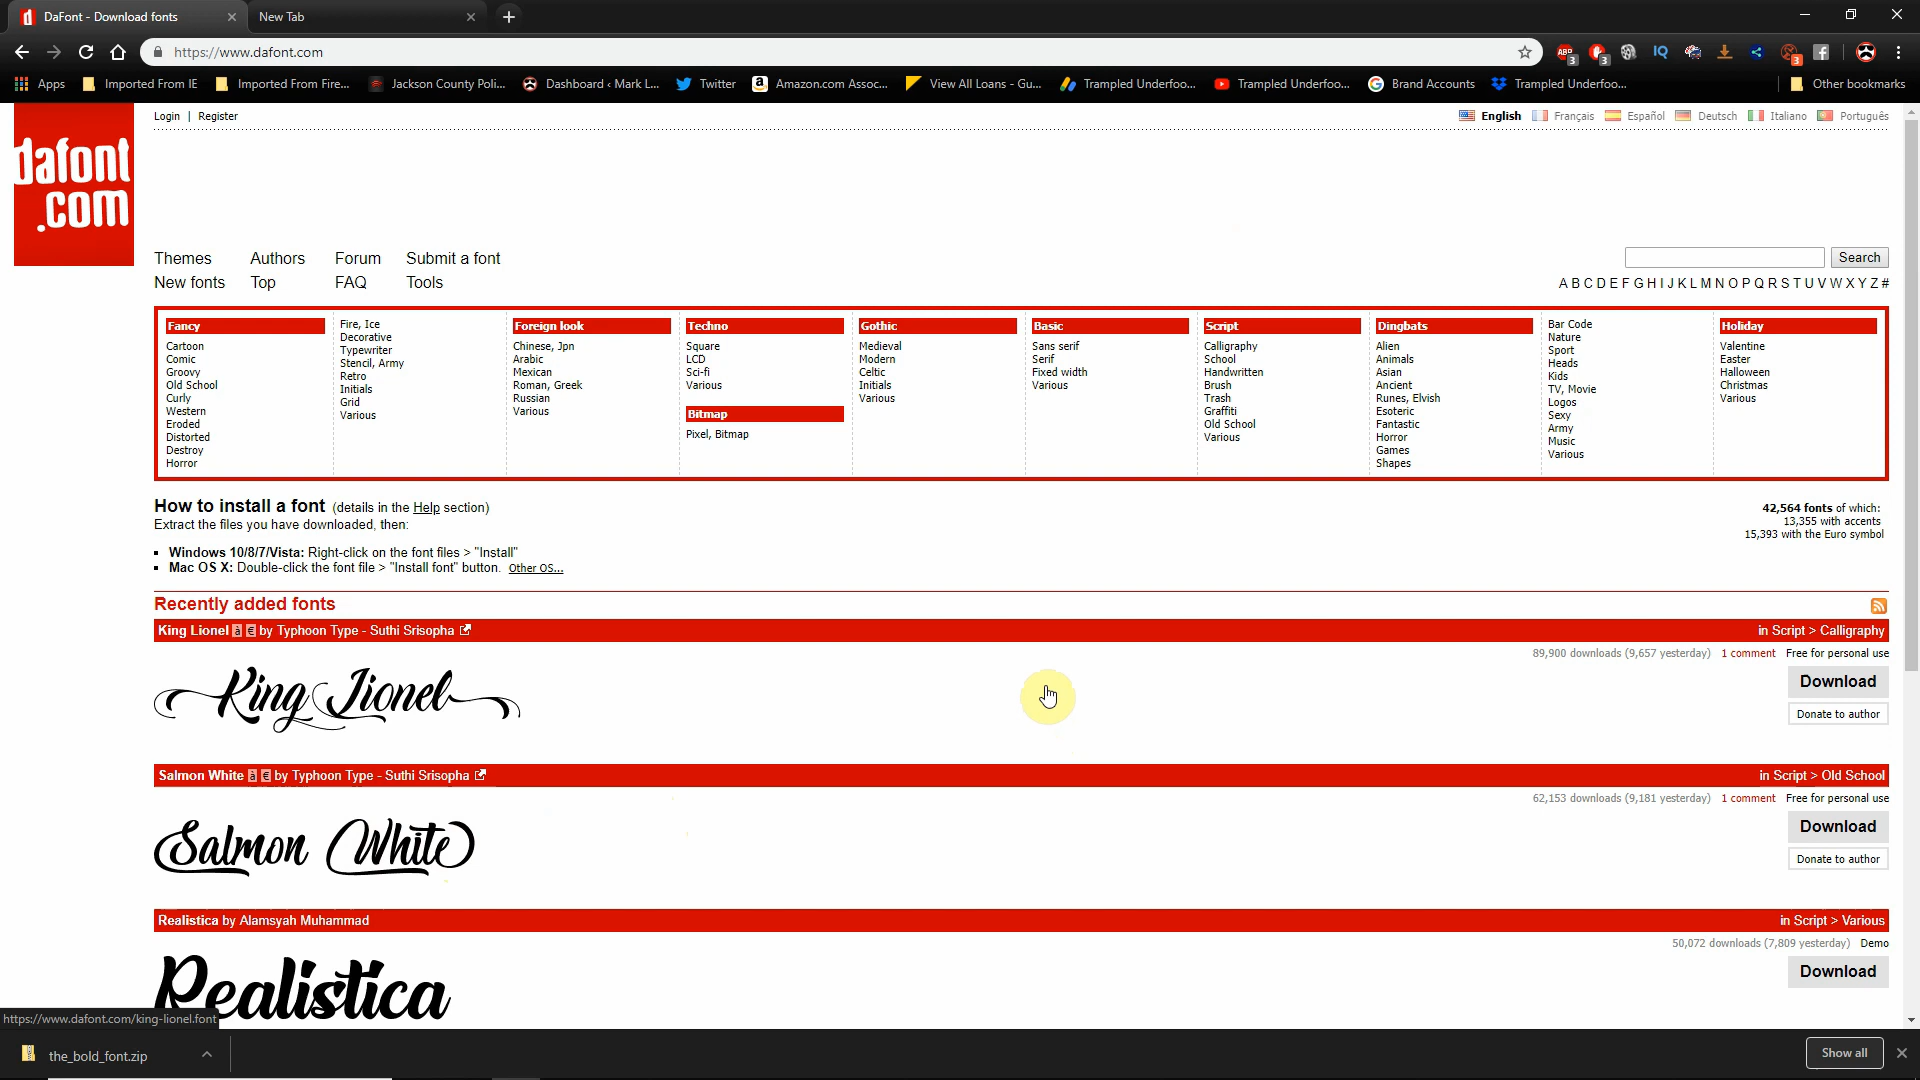 DaFont - Download fonts
New Tab
https://www.dafont.com
Apps
Imported From IE
Imported From Fire...
Jackson County Poli...
Dashboard ‹ Mark L...
Twitter
Amazon.com Assoc...
View All Loans - Gu...
Trampled Underfoo...
Trampled Underfoo...
Brand Accounts
Trampled Underfoo...
Other bookmarks
dafont
.com
Login | Register
English
Français
Español
Deutsch
Italiano
Português
Themes
Authors
Forum
Submit a font
New fonts
Top
FAQ
Tools
Search
A B C D E F G H I J K L M N O P Q R S T U V W X Y Z #
Fancy
Cartoon
Comic
Groovy
Old School
Curly
Western
Eroded
Distorted
Destroy
Horror
Fire, Ice
Decorative
Typewriter
Stencil, Army
Retro
Initials
Grid
Various
Foreign look
Chinese, Jpn
Arabic
Mexican
Roman, Greek
Russian
Various
Techno
Square
LCD
Sci-fi
Various
Bitmap
Pixel, Bitmap
Gothic
Medieval
Modern
Celtic
Initials
Various
Basic
Sans serif
Serif
Fixed width
Various
Script
Calligraphy
School
Handwritten
Brush
Trash
Graffiti
Old School
Various
Dingbats
Alien
Animals
Asian
Ancient
Runes, Elvish
Esoteric
Fantastic
Horror
Games
Shapes
Bar Code
Nature
Sport
Heads
Kids
TV, Movie
Logos
Sexy
Army
Music
Various
Holiday
Valentine
Easter
Halloween
Christmas
Various
How to install a font (details in the Help section)
Extract the files you have downloaded, then:
Windows 10/8/7/Vista: Right-click on the font files > "Install"
Mac OS X: Double-click the font file > "Install font" button. Other OS...
42,564 fonts of which:
13,355 with accents
15,393 with the Euro symbol
Recently added fonts
King Lionel à € by Typhoon Type - Suthi Srisopha
in Script > Calligraphy
89,900 downloads (9,657 yesterday) 1 comment Free for personal use
King Lionel
Download
Donate to author
Salmon White à € by Typhoon Type - Suthi Srisopha
in Script > Old School
62,153 downloads (9,181 yesterday) 1 comment Free for personal use
Salmon White
Download
Donate to author
Realistica by Alamsyah Muhammad
in Script > Various
50,072 downloads (7,809 yesterday) Demo
Realistica
Download
https://www.dafont.com/king-lionel.font
the_bold_font.zip
Show all